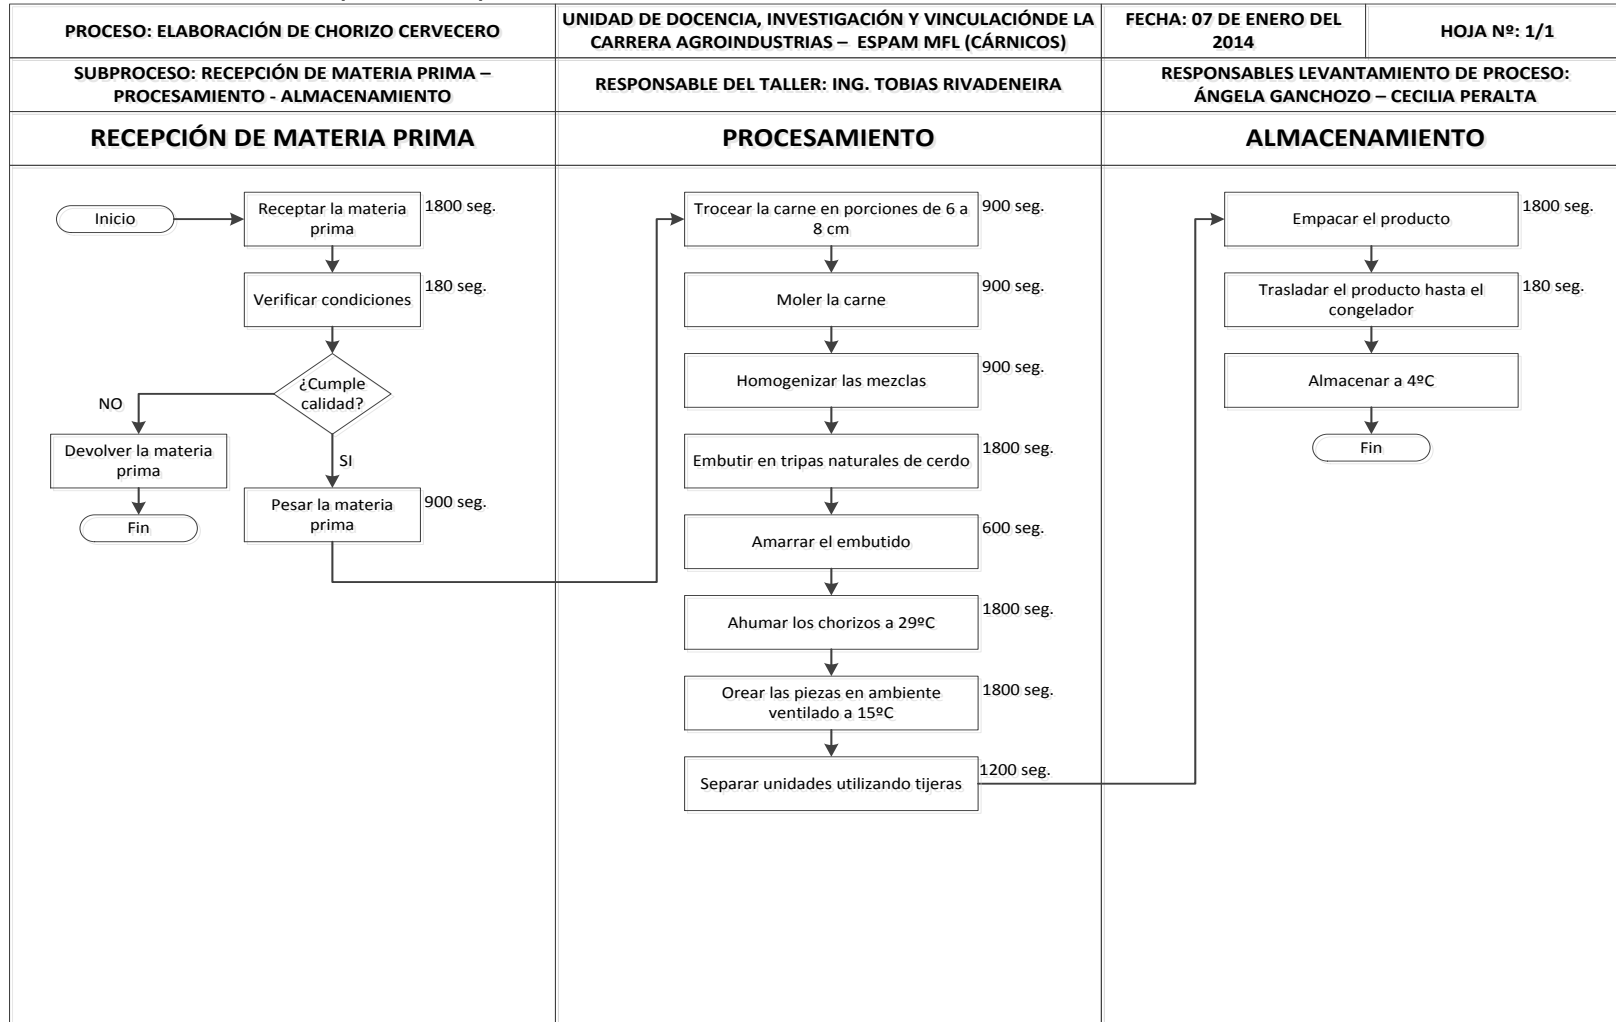 PROCESO: ELABORACIÓN DE CHORIZO CERVECERO
UNIDAD DE DOCENCIA, INVESTIGACIÓN Y VINCULACIÓNDE LA
CARRERA AGROINDUSTRIAS – ESPAM MFL (CÁRNICOS)
FECHA: 07 DE ENERO DEL
2014
HOJA Nº: 1/1
SUBPROCESO: RECEPCIÓN DE MATERIA PRIMA –
PROCESAMIENTO - ALMACENAMIENTO
RESPONSABLE DEL TALLER: ING. TOBIAS RIVADENEIRA
RESPONSABLES LEVANTAMIENTO DE PROCESO:
ÁNGELA GANCHOZO – CECILIA PERALTA
RECEPCIÓN DE MATERIA PRIMA
PROCESAMIENTO
ALMACENAMIENTO
Inicio
Receptar la materia
prima
1800 seg.
Verificar condiciones
180 seg.
¿Cumple
calidad?
NO
Devolver la materia
prima
Fin
SI
Pesar la materia
prima
900 seg.
Trocear la carne en porciones de 6 a
8 cm
900 seg.
Moler la carne
900 seg.
Homogenizar las mezclas
900 seg.
Embutir en tripas naturales de cerdo
1800 seg.
Amarrar el embutido
600 seg.
Ahumar los chorizos a 29ºC
1800 seg.
Orear las piezas en ambiente
ventilado a 15ºC
1800 seg.
Separar unidades utilizando tijeras
1200 seg.
Empacar el producto
1800 seg.
Trasladar el producto hasta el
congelador
180 seg.
Almacenar a 4ºC
Fin